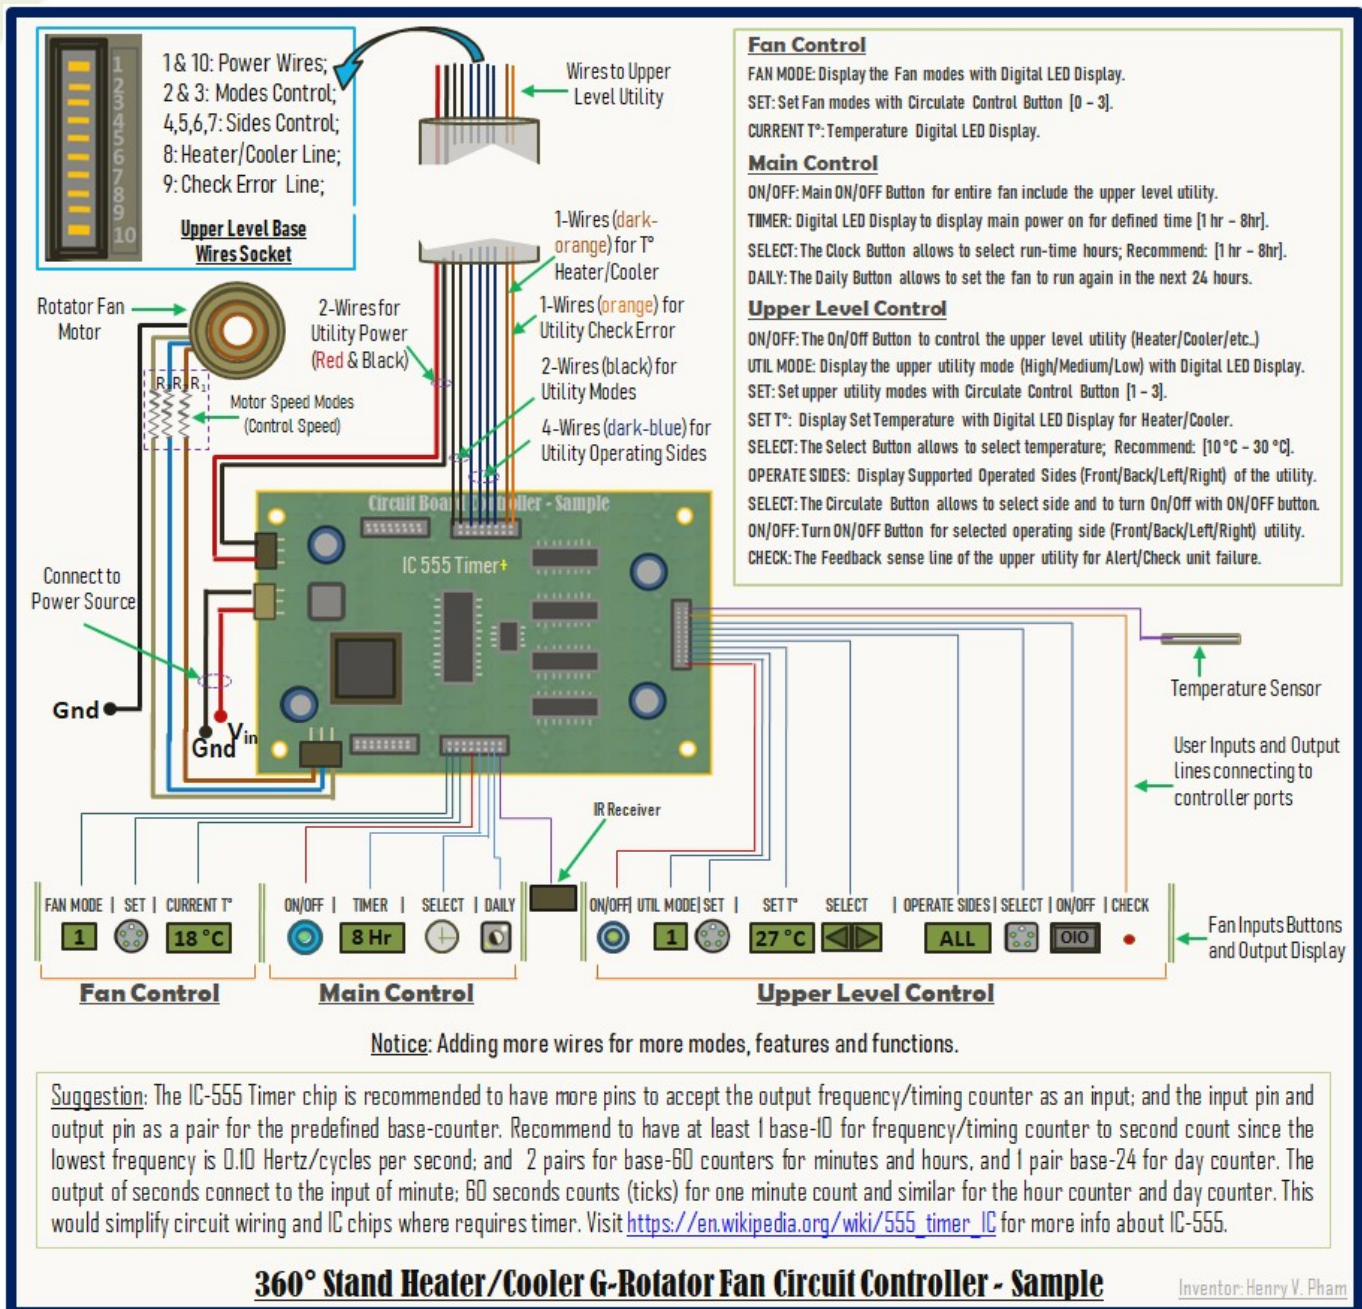 1
2
3
4
5
6
7
8
9
10
1 & 10: Power Wires;
2 & 3: Modes Control;
4,5,6,7: Sides Control;
8: Heater/Cooler Line;
9: Check Error Line;
Upper Level Base
Wires Socket
Wires to Upper
Level Utility
Fan Control
FAN MODE: Display the Fan modes with Digital LED Display.
SET: Set Fan modes with Circulate Control Button [0 - 3].
CURRENT T°: Temperature Digital LED Display.
Main Control
ON/OFF: Main ON/OFF Button for entire fan include the upper level utility.
TIIMER: Digital LED Display to display main power on for defined time [1 hr - 8hr].
SELECT: The Clock Button allows to select run-time hours; Recommend: [1 hr - 8hr].
DAILY: The Daily Button allows to set the fan to run again in the next 24 hours.
Upper Level Control
ON/OFF: The On/Off Button to control the upper level utility (Heater/Cooler/etc..)
UTIL MODE: Display the upper utility mode (High/Medium/Low) with Digital LED Display.
SET: Set upper utility modes with Circulate Control Button [1 - 3].
SET T°: Display Set Temperature with Digital LED Display for Heater/Cooler.
SELECT: The Select Button allows to select temperature; Recommend: [10 °C - 30 °C].
OPERATE SIDES: Display Supported Operated Sides (Front/Back/Left/Right) of the utility.
SELECT: The Circulate Button allows to select side and to turn On/Off with ON/OFF button.
ON/OFF: Turn ON/OFF Button for selected operating side (Front/Back/Left/Right) utility.
CHECK: The Feedback sense line of the upper utility for Alert/Check unit failure.
1-Wires (dark-
orange) for T°
Heater/Cooler
1-Wires (orange) for
Utility Check Error
2-Wires (black) for
Utility Modes
4-Wires (dark-blue) for
Utility Operating Sides
2-Wires for
Utility Power
(Red & Black)
Rotator Fan
Motor
R3 R2 R1
Motor Speed Modes
(Control Speed)
Circuit Board Controller - Sample
IC 555 Timer+
Connect to
Power Source
Gnd
Gnd
Vin
Temperature Sensor
User Inputs and Output
lines connecting to
controller ports
IR Receiver
FAN MODE | SET | CURRENT T°
1
18 °C
Fan Control
ON/OFF | TIMER | SELECT | DAILY
8 Hr
Main Control
ON/OFF| UTIL MODE| SET | SET T° SELECT | OPERATE SIDES | SELECT | ON/OFF | CHECK
1
27 °C
ALL
OIO
Upper Level Control
Fan Inputs Buttons
and Output Display
Notice: Adding more wires for more modes, features and functions.
Suggestion: The IC-555 Timer chip is recommended to have more pins to accept the output frequency/timing counter as an input; and the input pin and
output pin as a pair for the predefined base-counter. Recommend to have at least 1 base-10 for frequency/timing counter to second count since the
lowest frequency is 0.10 Hertz/cycles per second; and 2 pairs for base-60 counters for minutes and hours, and 1 pair base-24 for day counter. The
output of seconds connect to the input of minute; 60 seconds counts (ticks) for one minute count and similar for the hour counter and day counter. This
would simplify circuit wiring and IC chips where requires timer. Visit https://en.wikipedia.org/wiki/555_timer_IC for more info about IC-555.
360° Stand Heater/Cooler G-Rotator Fan Circuit Controller - Sample
Inventor: Henry V. Pham